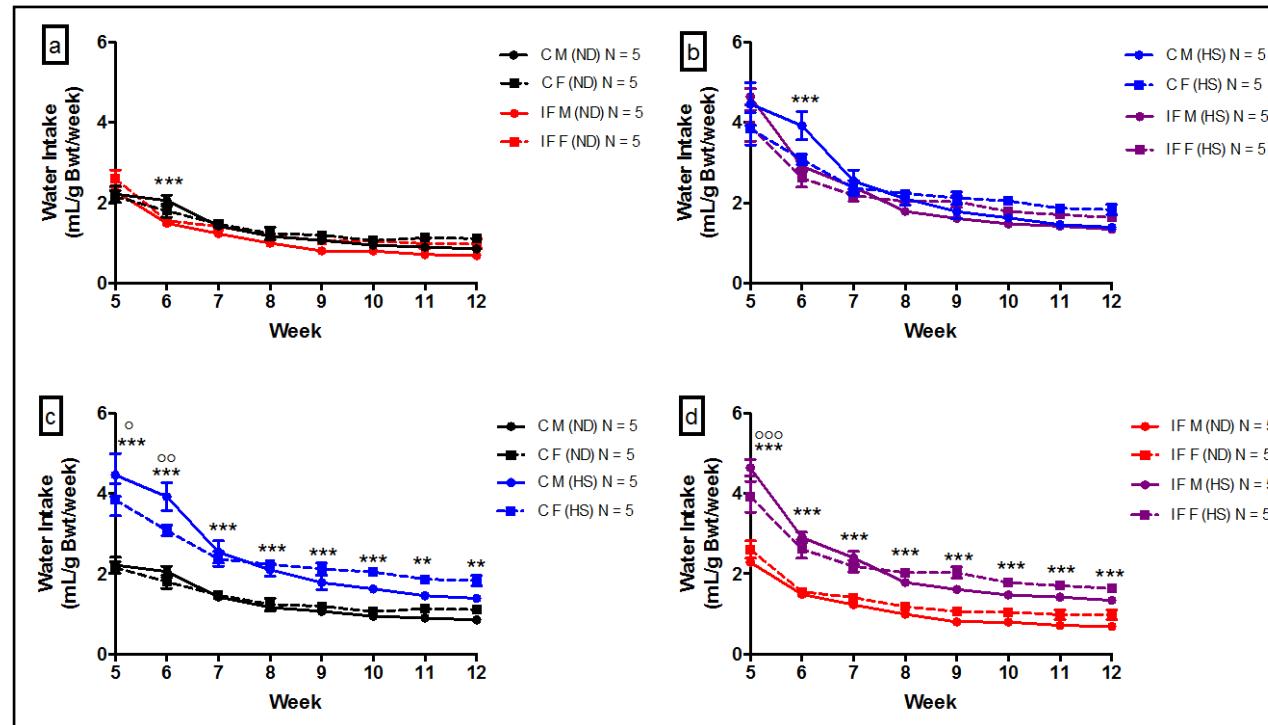 a
Water Intake
(mL/g Bwt/week)
6
4
2
0
***
5 6 7 8 9 10 11 12
Week
C M (ND) N = 5
C F (ND) N = 5
IF M (ND) N = 5
IF F (ND) N = 5
b
Water Intake
(mL/g Bwt/week)
6
4
2
0
***
5 6 7 8 9 10 11 12
Week
C M (HS) N = 5
C F (HS) N = 5
IF M (HS) N = 5
IF F (HS) N = 5
c
Water Intake
(mL/g Bwt/week)
6
4
2
0
° °°
*** *** *** *** *** *** ** **
5 6 7 8 9 10 11 12
Week
C M (ND) N = 5
C F (ND) N = 5
C M (HS) N = 5
C F (HS) N = 5
d
Water Intake
(mL/g Bwt/week)
6
4
2
0
°°°
*** *** *** *** *** *** *** ***
5 6 7 8 9 10 11 12
Week
IF M (ND) N = 5
IF F (ND) N = 5
IF M (HS) N = 5
IF F (HS) N = 5